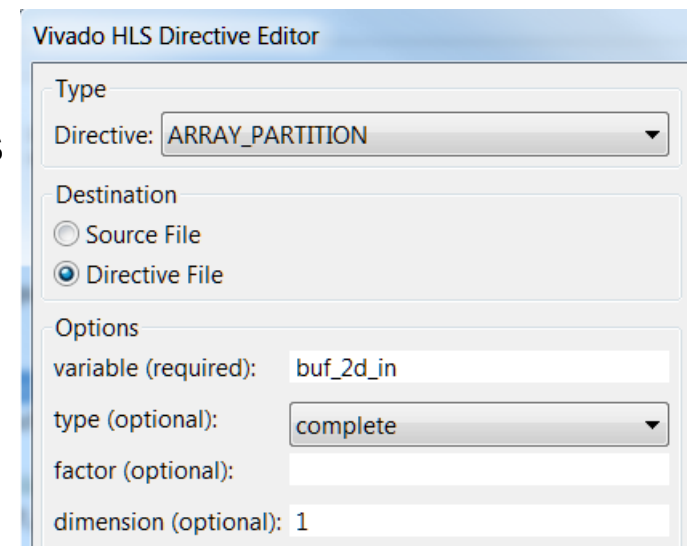 Vivado HLS Directive Editor
Type
Directive: ARRAY_PARTITION
Destination
Source File
Directive File
Options
variable (required): buf_2d_in
type (optional): complete
factor (optional):
dimension (optional): 1